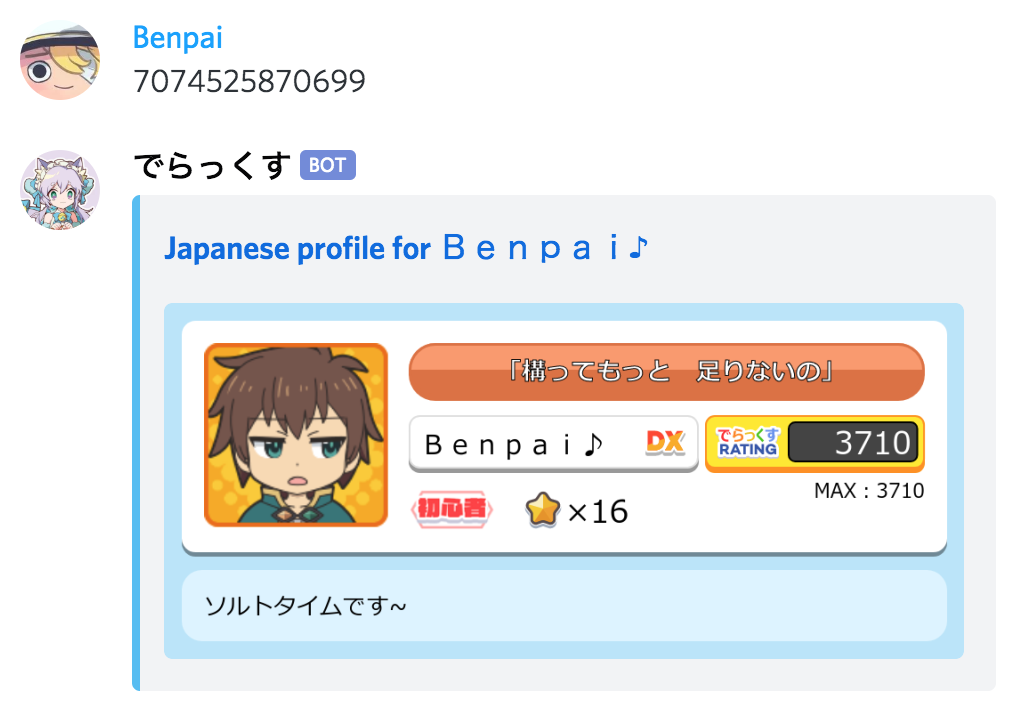 Benpai
7074525870699
でらっくす BOT
Japanese profile for Ｂｅｎｐａｉ♪
「構ってもっと　足りないの」
Ｂｅｎｐａｉ♪ DX
でらっくす
RATING
3710
MAX：3710
初心者
×16
ソルトタイムです~